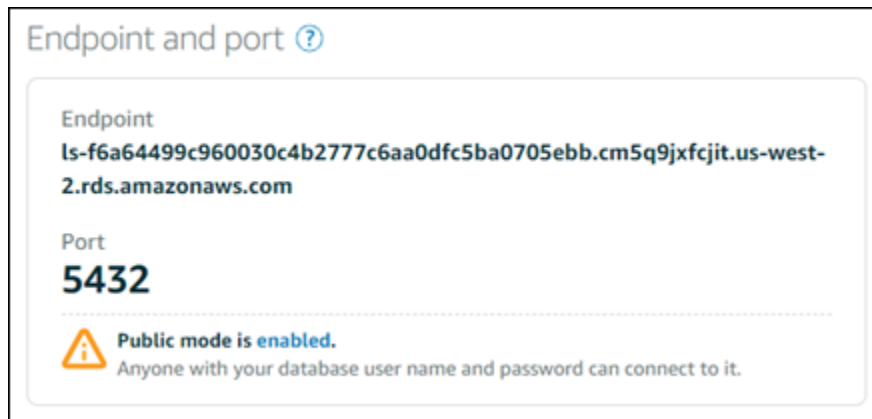 Endpoint and port ?
Endpoint
ls-f6a64499c960030c4b2777c6aa0dfc5ba0705ebb.cm5q9jxfcjit.us-west-
2.rds.amazonaws.com
Port
5432
Public mode is enabled.
Anyone with your database user name and password can connect to it.